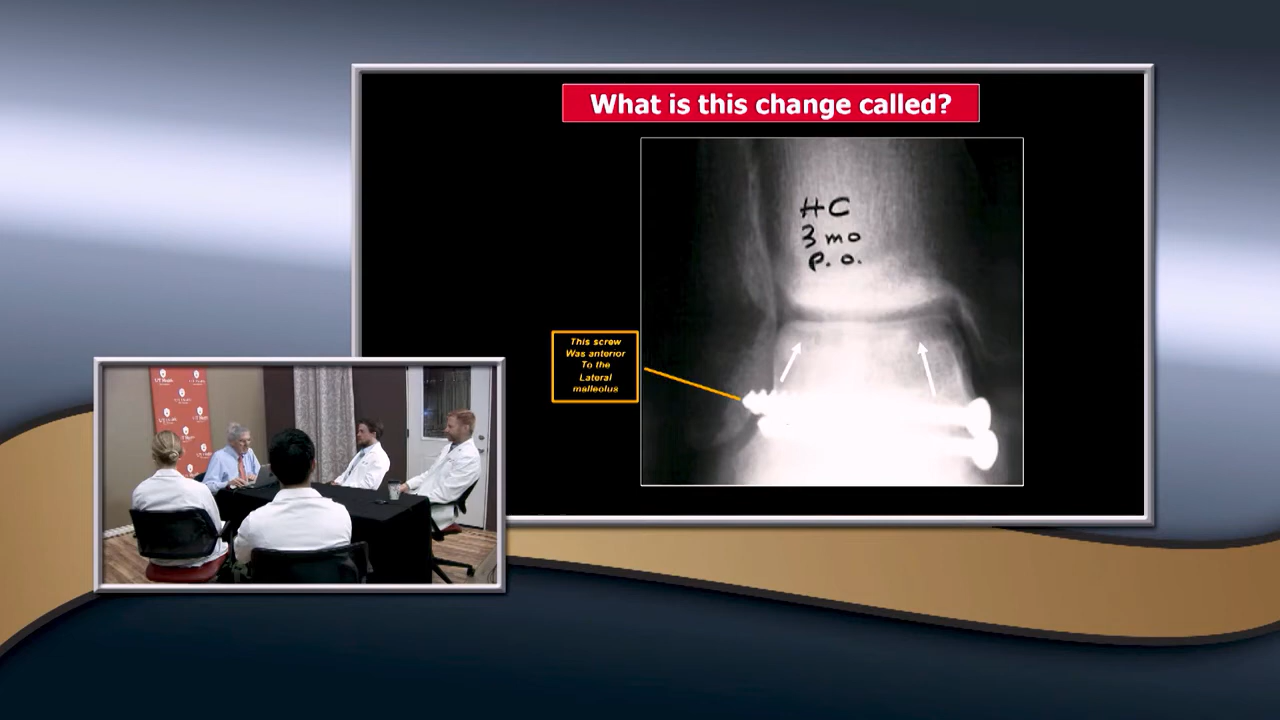 What is this change called?
HC
3 mo
p. o.
This screw
Was anterior
To the
Lateral
malleolus